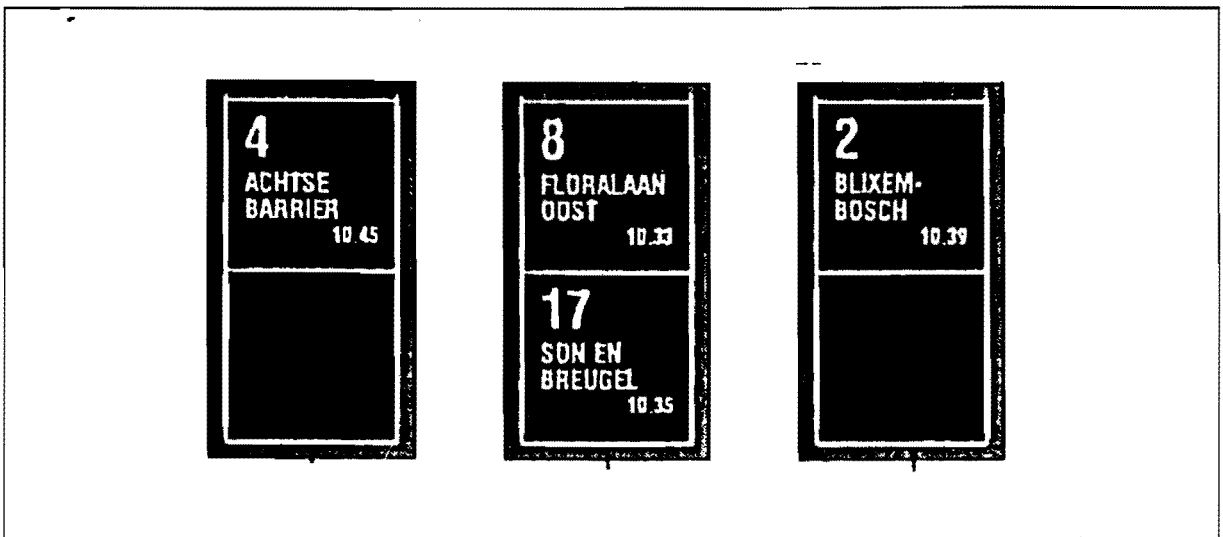 4
ACHTSE
BARRIER
10.45
8
FLORALAAN
OOST
10.33
17
SON EN
BREUGEL
10.35
2
BLIXEM-
BOSCH
10.39